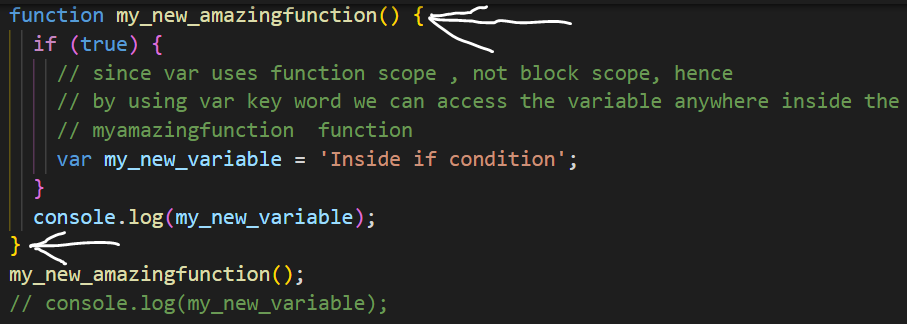 function my_new_amazingfunction() {
if (true) {
// since var uses function scope , not block scope, hence
// by using var key word we can access the variable anywhere inside the
// myamazingfunction  function
var my_new_variable = 'Inside if condition';
}
console.log(my_new_variable);
}
my_new_amazingfunction();
// console.log(my_new_variable);